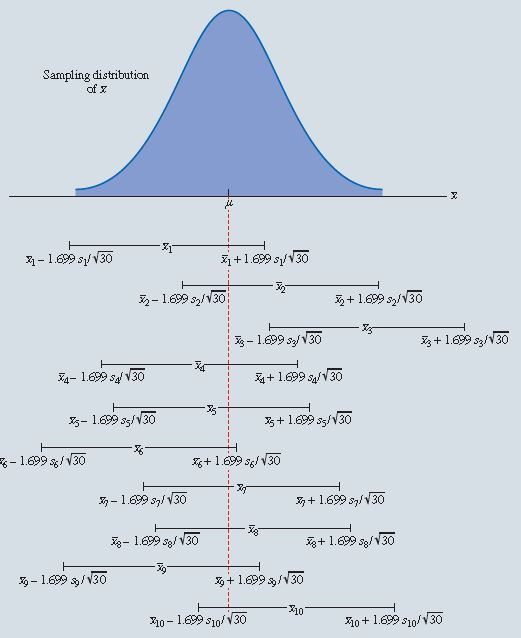 Sampling distribution
of x̄
x̄
μ
x̄₁
x̄₁ − 1.699 s₁/√30 x̄₁ + 1.699 s₁/√30
x̄₂
x̄₂ − 1.699 s₂/√30 x̄₂ + 1.699 s₂/√30
x̄₃
x̄₃ − 1.699 s₃/√30 x̄₃ + 1.699 s₃/√30
x̄₄
x̄₄ − 1.699 s₄/√30 x̄₄ + 1.699 s₄/√30
x̄₅
x̄₅ − 1.699 s₅/√30 x̄₅ + 1.699 s₅/√30
x̄₆
x̄₆ − 1.699 s₆/√30 x̄₆ + 1.699 s₆/√30
x̄₇
x̄₇ − 1.699 s₇/√30 x̄₇ + 1.699 s₇/√30
x̄₈
x̄₈ − 1.699 s₈/√30 x̄₈ + 1.699 s₈/√30
x̄₉
x̄₉ − 1.699 s₉/√30 x̄₉ + 1.699 s₉/√30
x̄₁₀
x̄₁₀ − 1.699 s₁₀/√30 x̄₁₀ + 1.699 s₁₀/√30